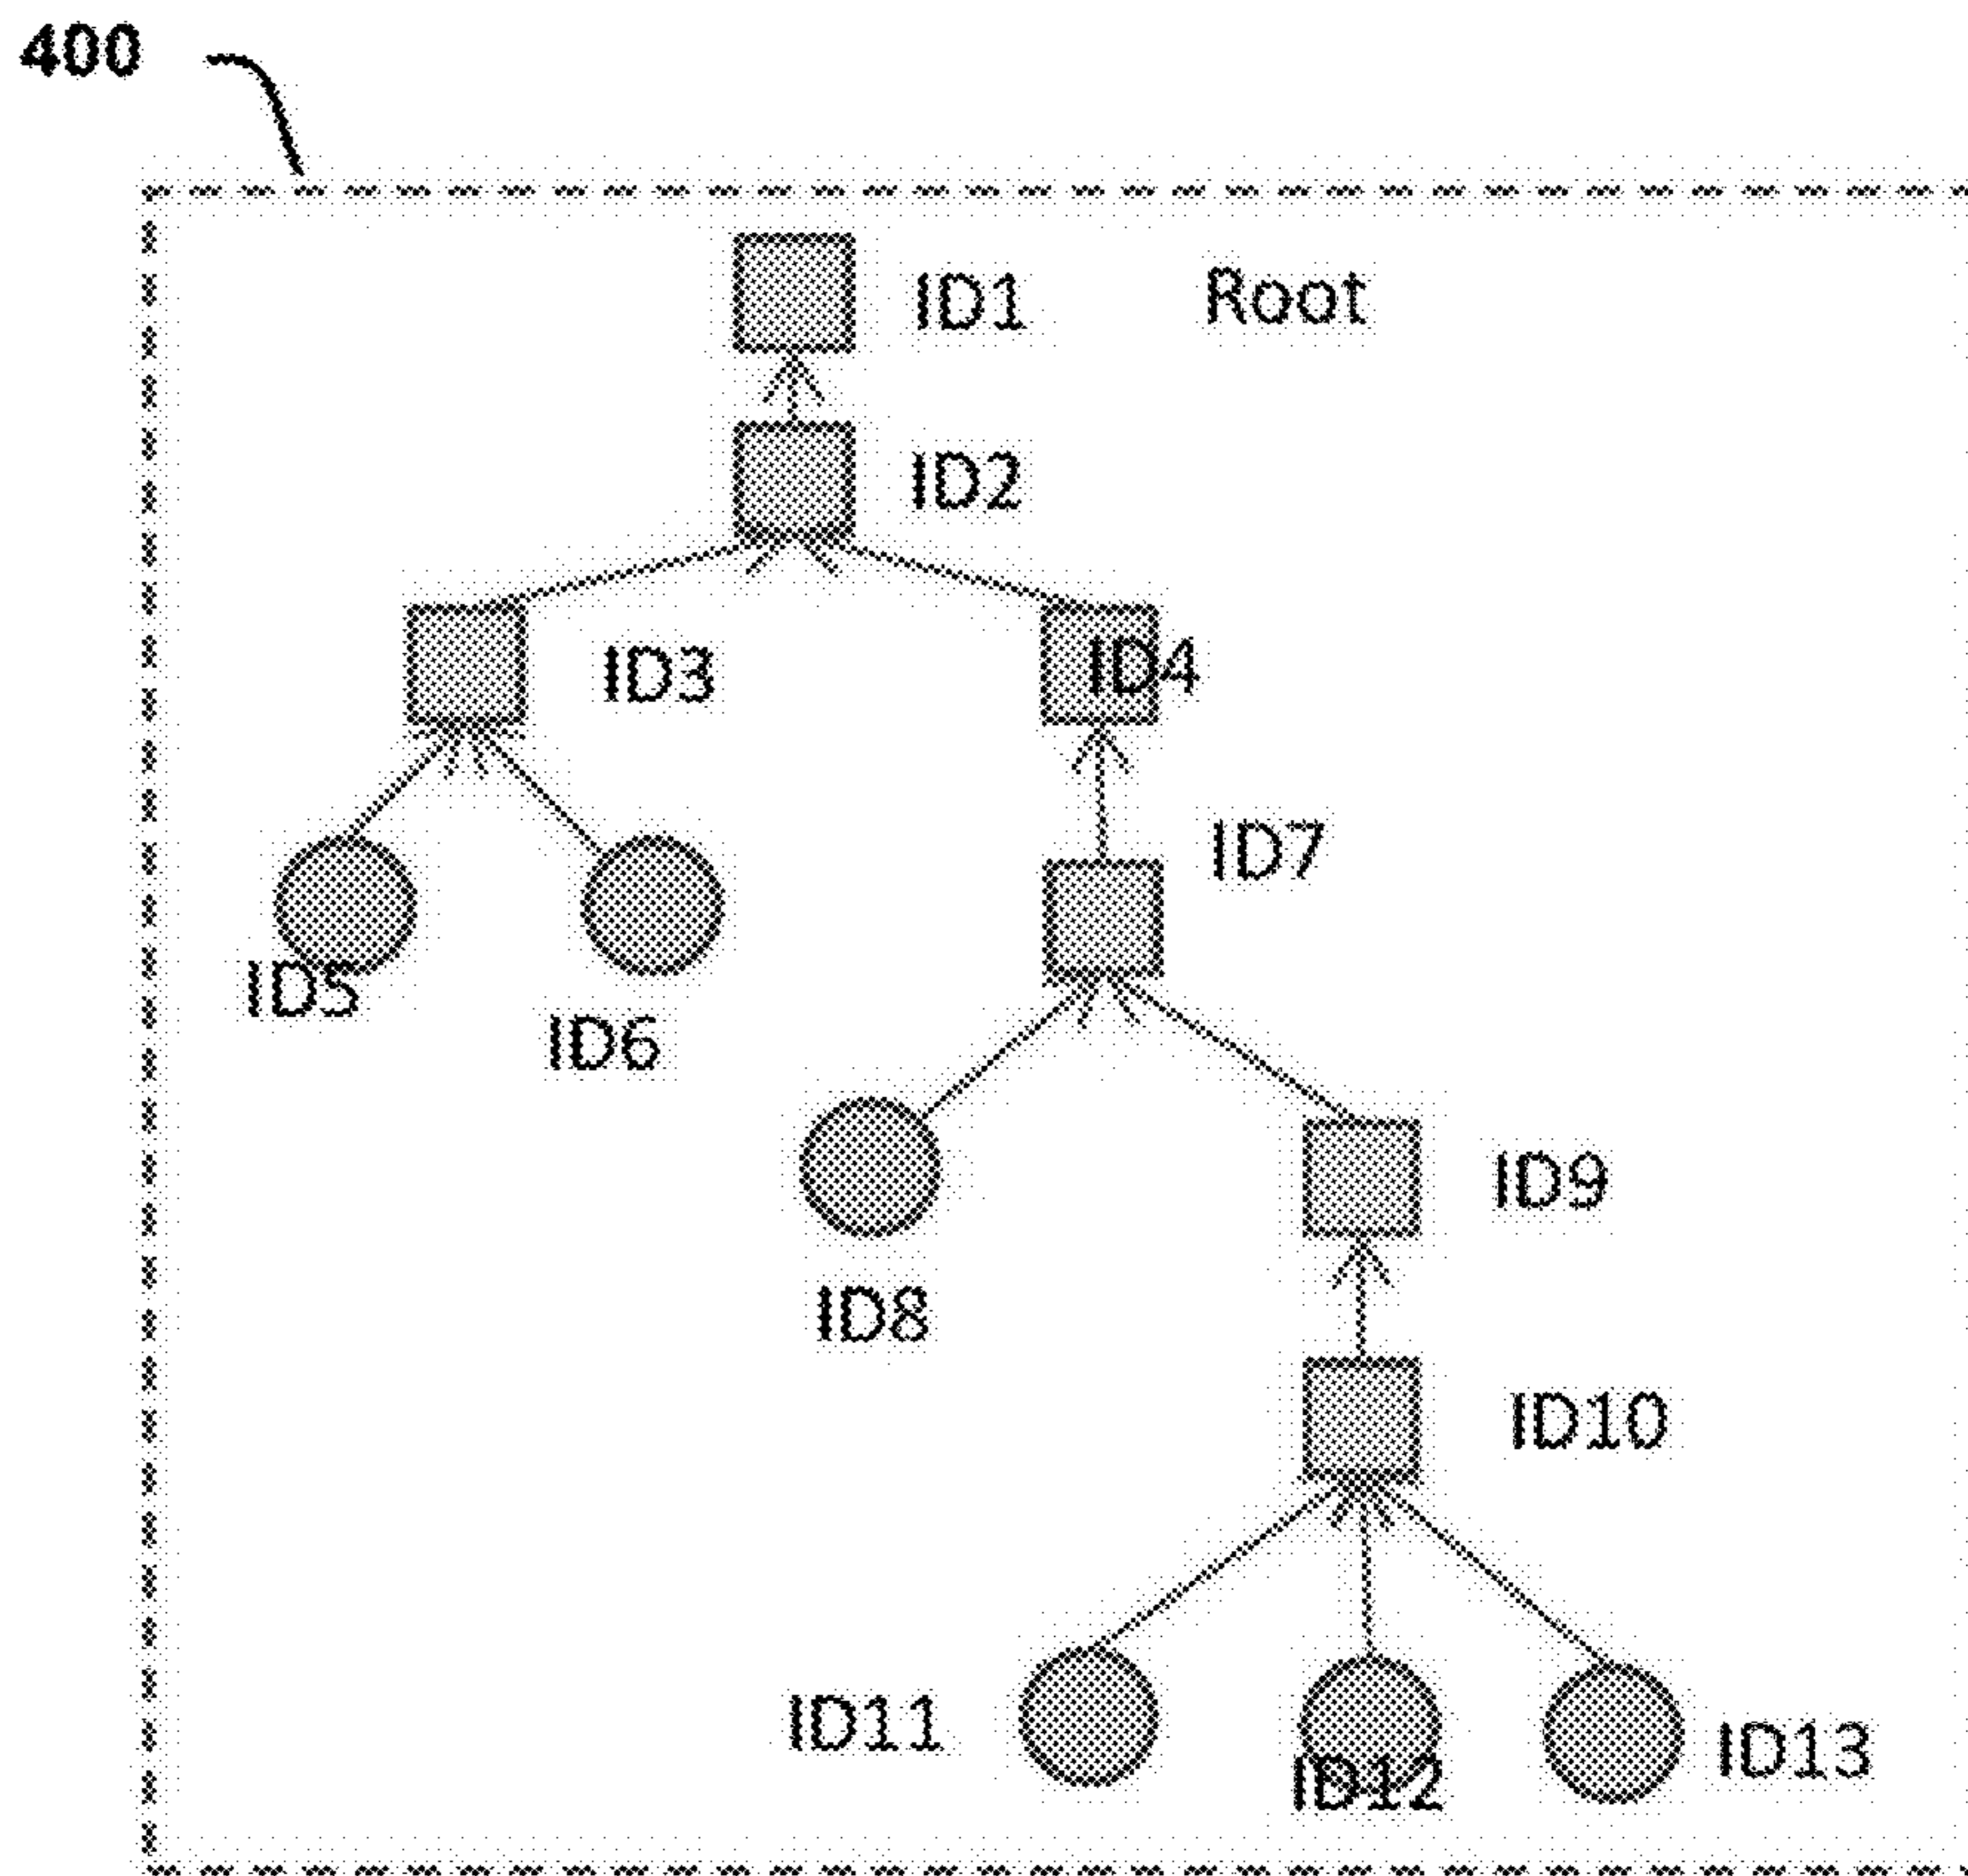 400
ID1 Root
ID2
ID3 ID4
ID7
ID5
ID6
ID9
ID8
ID10
ID11 ID12 ID13